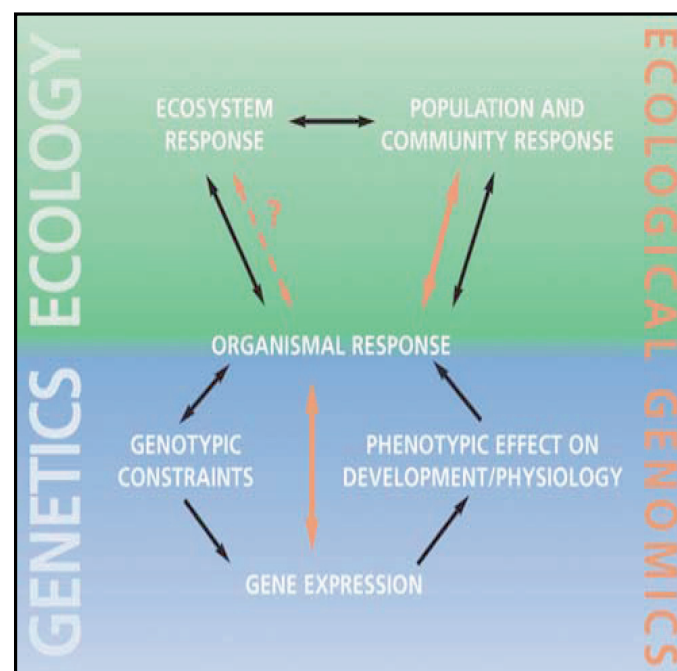 ECOLOGY
GENETICS
ECOLOGICAL GENOMICS
ECOSYSTEM
RESPONSE
POPULATION AND
COMMUNITY RESPONSE
?
ORGANISMAL RESPONSE
GENOTYPIC
CONSTRAINTS
PHENOTYPIC EFFECT ON
DEVELOPMENT/PHYSIOLOGY
GENE EXPRESSION